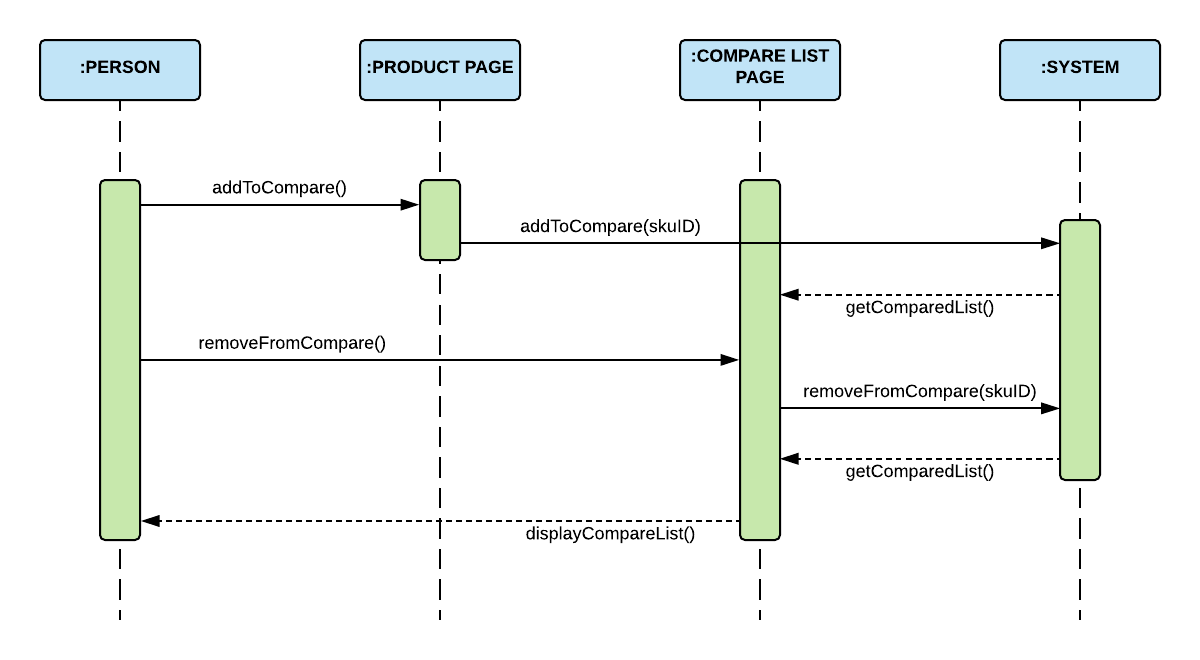 :PERSON
:PRODUCT PAGE
:COMPARE LIST
PAGE
:SYSTEM
addToCompare()
addToCompare(skuID)
getComparedList()
removeFromCompare()
removeFromCompare(skuID)
getComparedList()
displayCompareList()